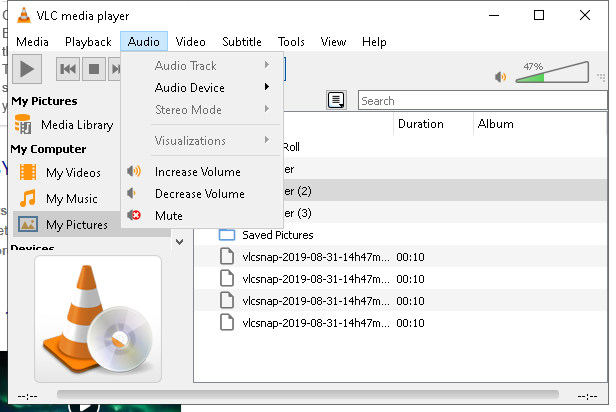 VLC media player
Media Playback Audio Video Subtitle Tools View Help
Audio Track
Audio Device
Stereo Mode
Visualizations
Increase Volume
Decrease Volume
Mute
47%
Search
My Pictures
Media Library
My Computer
My Videos
My Music
My Pictures
Devices
Duration Album
Roll
er
er (2)
er (3)
Saved Pictures
vlcsnap-2019-08-31-14h47m... 00:10
vlcsnap-2019-08-31-14h47m... 00:10
vlcsnap-2019-08-31-14h47m... 00:10
vlcsnap-2019-08-31-14h47m... 00:10
--:-- --:--